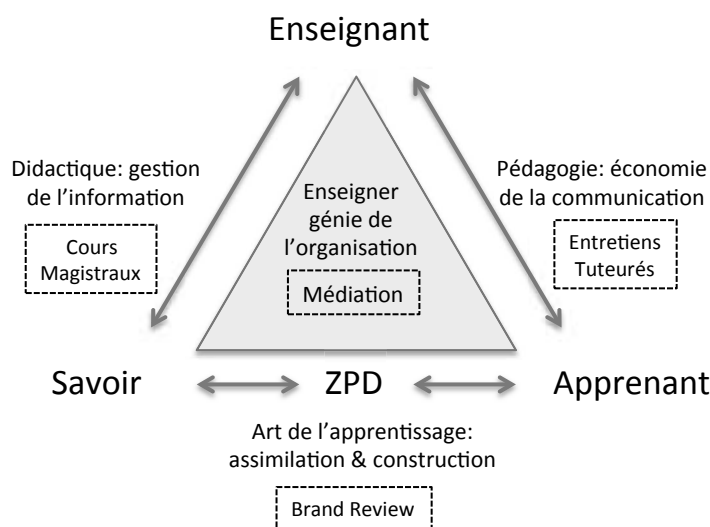 Enseignant
Didactique: gestion
de l'information
Cours
Magistraux
Enseigner
génie de
l'organisation
Médiation
Pédagogie: économie
de la communication
Entretiens
Tuteurés
Savoir
ZPD
Apprenant
Art de l'apprentissage:
assimilation & construction
Brand Review